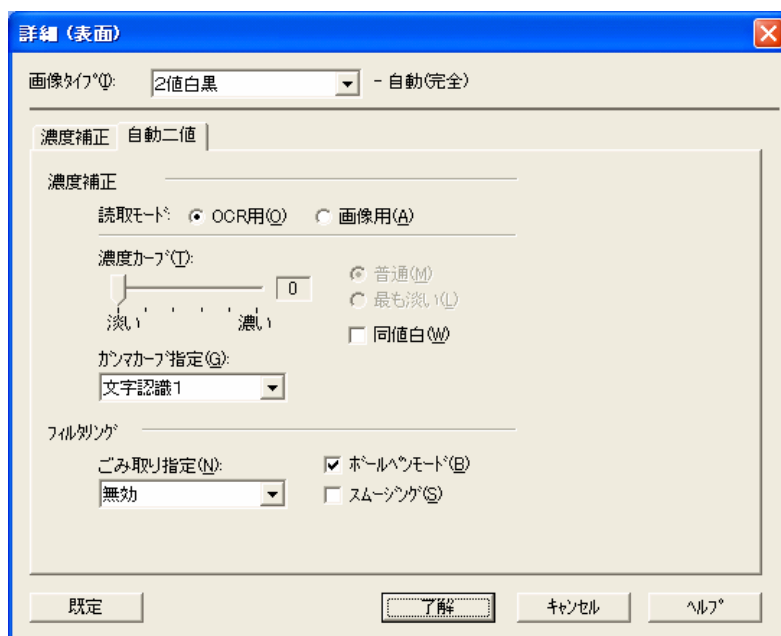 詳細 (表面)
画像ﾀｲﾌﾟ(I): 2値白黒 - 自動(完全)
濃度補正 自動二値
濃度補正
読取ﾓｰﾄﾞ: OCR用(O) 画像用(A)
濃度ｶｰﾌﾞ(T):
0 普通(M)
最も淡い(L)
淡い 濃い
同値白(W)
ｶﾞﾝﾏｶｰﾌﾞ指定(G):
文字認識1
ﾌｨﾙﾀﾘﾝｸﾞ
ごみ取り指定(N): ﾎﾞｰﾙﾍﾟﾝﾓｰﾄﾞ(B)
無効 ｽﾑｰｼﾞﾝｸﾞ(S)
既定 了解 ｷｬﾝｾﾙ ﾍﾙﾌﾟ